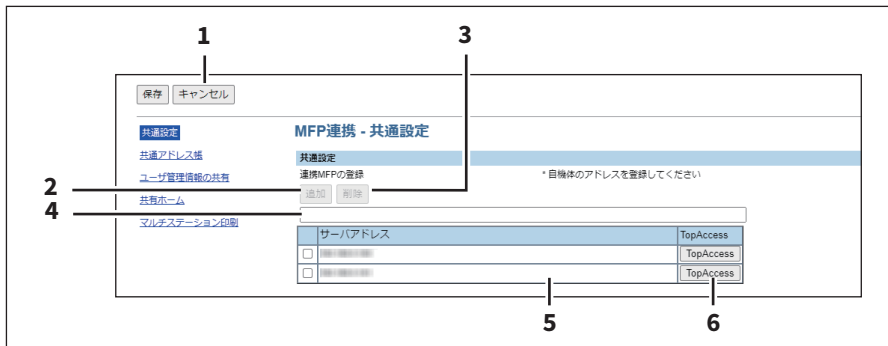 1
3
保存 キャンセル
共通設定
MFP連携 - 共通設定
共通アドレス帳
共通設定
ユーザ管理情報の共有
連携MFPの登録
* 自機体のアドレスを登録してください
2
追加 削除
共有ホーム
4
マルチステーション印刷
サーバアドレス
TopAccess
TopAccess
TopAccess
5
6